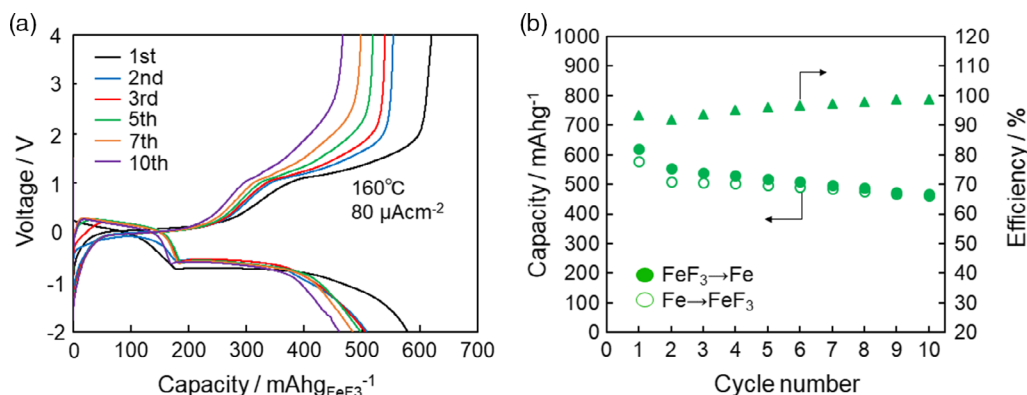 (a)
4
3
2
1
0
-1
-2
Voltage / V
1st
2nd
3rd
5th
7th
10th
160°C
80 μAcm⁻²
0 100 200 300 400 500 600 700
Capacity / mAhg_FeF3⁻¹
(b)
1000
900
800
700
600
500
400
300
200
100
0
Capacity / mAhg⁻¹
120
110
100
90
80
70
60
50
40
30
20
Efficiency / %
FeF₃→Fe
Fe→FeF₃
1 2 3 4 5 6 7 8 9 10
Cycle number